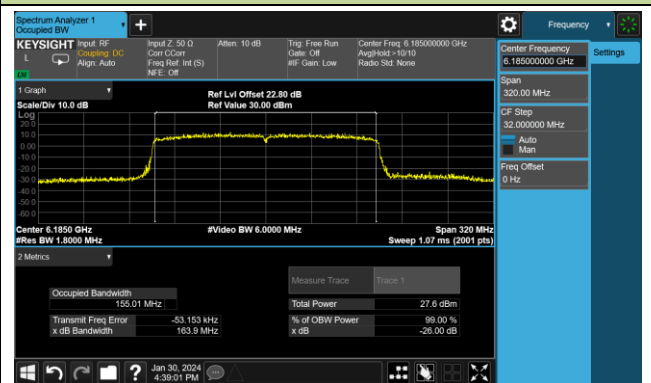 Spectrum Analyzer 1
Occupied BW
Frequency
KEYSIGHT
L
Input: RF
Coupling: DC
Align: Auto
Input Z: 50 Ω
Corr CCorr
Freq Ref: Int (S)
NFE: Off
Atten: 10 dB
Trig: Free Run
Gate: Off
#IF Gain: Low
Center Freq: 6.185000000 GHz
Avg|Hold:>10/10
Radio Std: None
Center Frequency
6.185000000 GHz
Settings
Span
320.00 MHz
CF Step
32.000000 MHz
Auto
Man
Freq Offset
0 Hz
1 Graph
Scale/Div 10.0 dB
Ref Lvl Offset 22.80 dB
Ref Value 30.00 dBm
Log
20.0
10.0
0.00
-10.0
-20.0
-30.0
-40.0
-50.0
-60.0
Center 6.1850 GHz
#Res BW 1.8000 MHz
#Video BW 6.0000 MHz
Span 320 MHz
Sweep 1.07 ms (2001 pts)
2 Metrics
Measure Trace
Trace 1
Occupied Bandwidth
155.01 MHz
Total Power
27.6 dBm
Transmit Freq Error
-53.153 kHz
% of OBW Power
99.00 %
x dB Bandwidth
163.9 MHz
x dB
-26.00 dB
Jan 30, 2024
4:39:01 PM